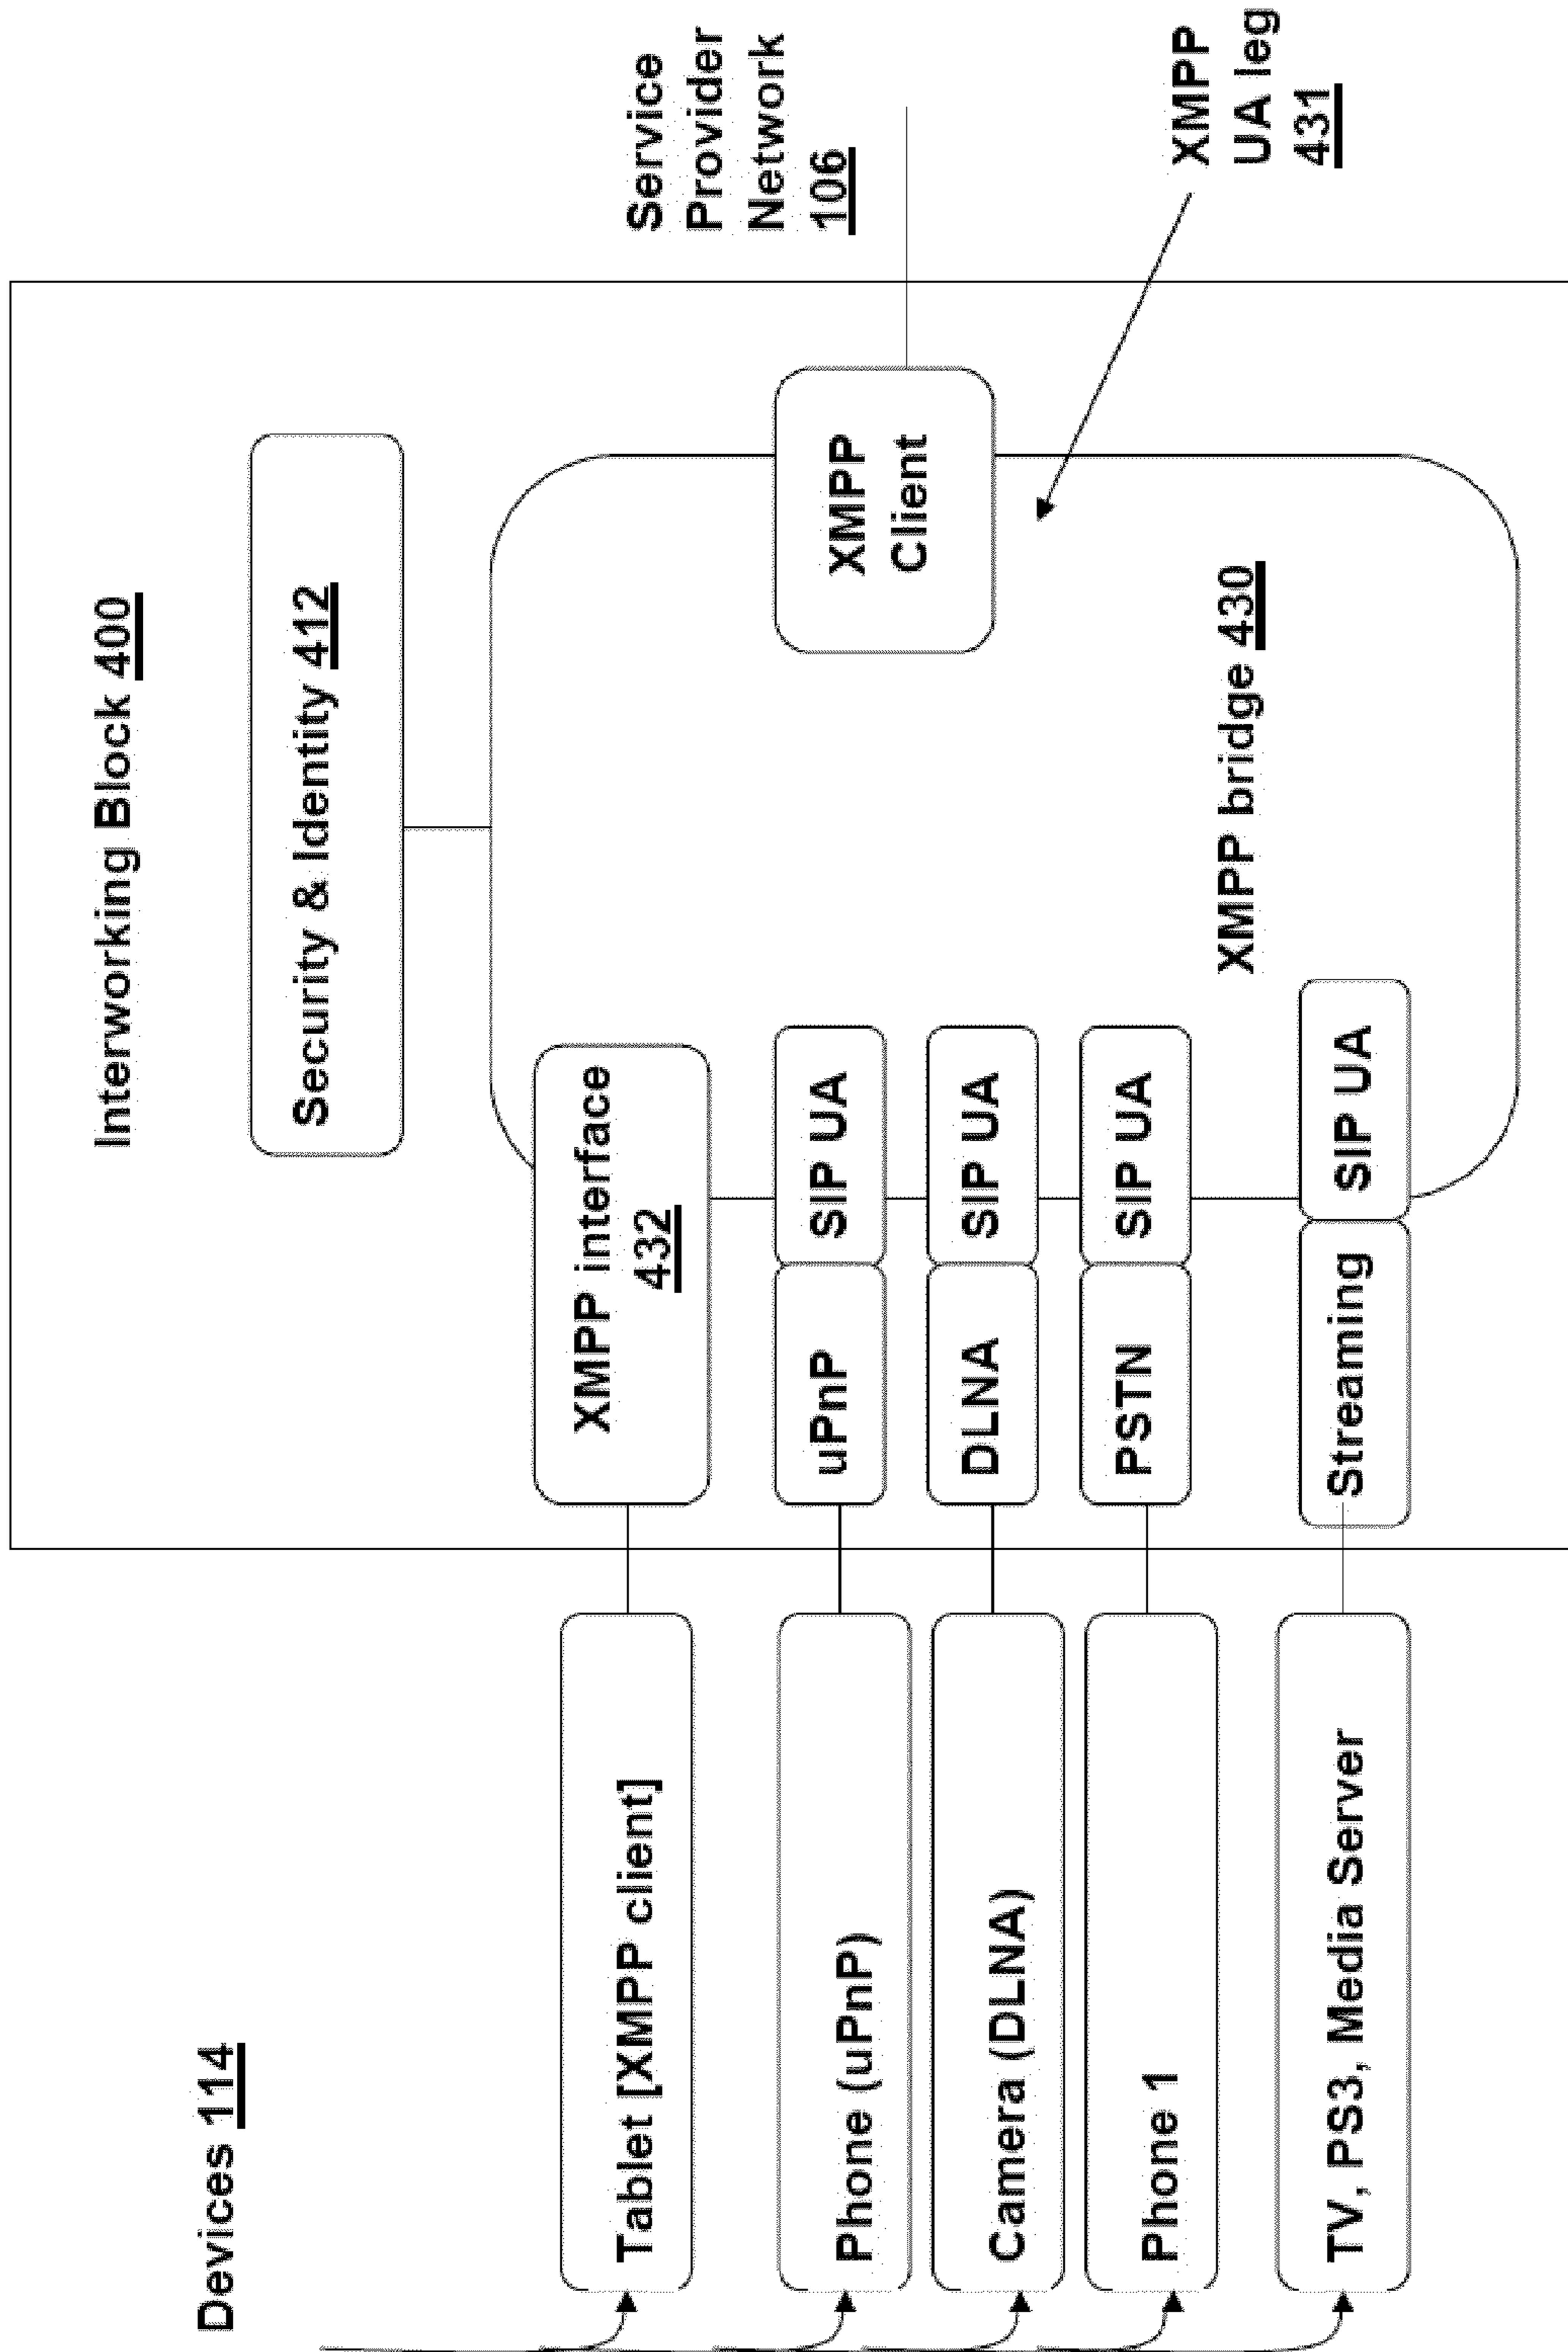 Devices 114
Interworking Block 400
Security & Identity 412
Tablet [XMPP client]
XMPP interface
432
Phone (uPnP)
uPnP
SIP UA
Camera (DLNA)
DLNA
SIP UA
Phone 1
PSTN
SIP UA
TV, PS3, Media Server
Streaming
SIP UA
XMPP
Client
XMPP bridge 430
Service
Provider
Network
106
XMPP
UA leg
431